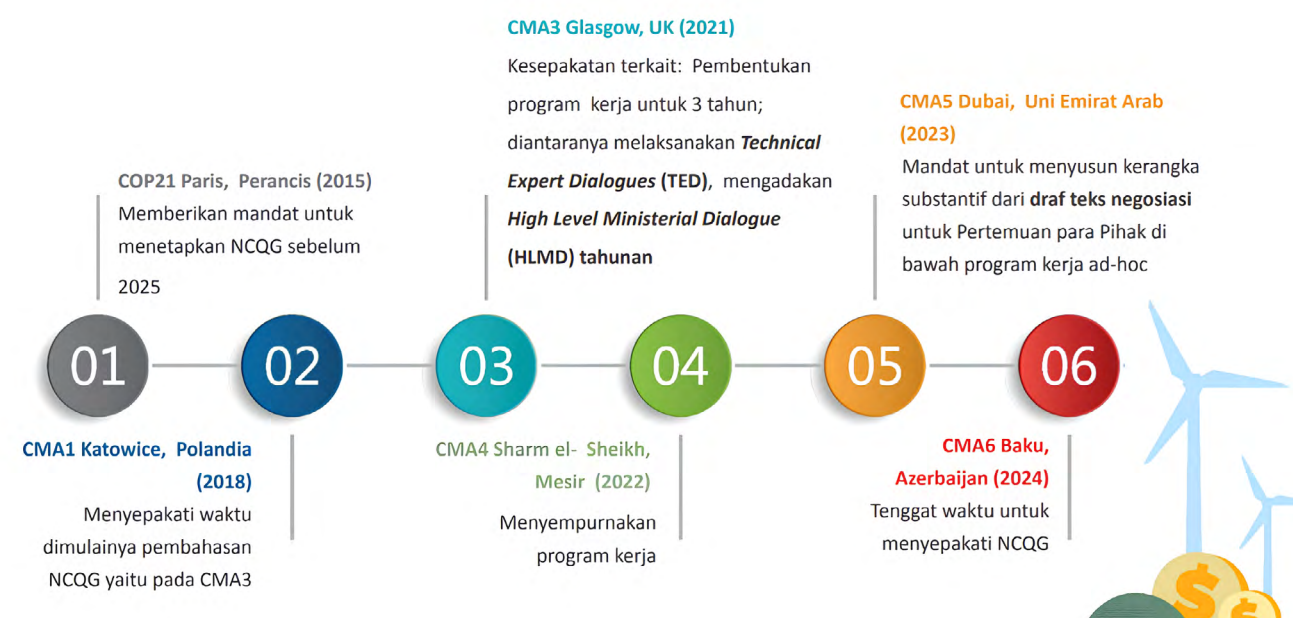 COP21 Paris, Perancis (2015)
Memberikan mandat untuk
menetapkan NCQG sebelum
2025
01
CMA1 Katowice, Polandia
(2018)
Menyepakati waktu
dimulainya pembahasan
NCQG yaitu pada CMA3
02
CMA3 Glasgow, UK (2021)
Kesepakatan terkait: Pembentukan
program kerja untuk 3 tahun;
diantaranya melaksanakan Technical
Expert Dialogues (TED), mengadakan
High Level Ministerial Dialogue
(HLMD) tahunan
03
CMA4 Sharm el- Sheikh,
Mesir (2022)
Menyempurnakan
program kerja
04
CMA5 Dubai, Uni Emirat Arab
(2023)
Mandat untuk menyusun kerangka
substantif dari draf teks negosiasi
untuk Pertemuan para Pihak di
bawah program kerja ad-hoc
05
CMA6 Baku,
Azerbaijan (2024)
Tenggat waktu untuk
menyepakati NCQG
06
$
$